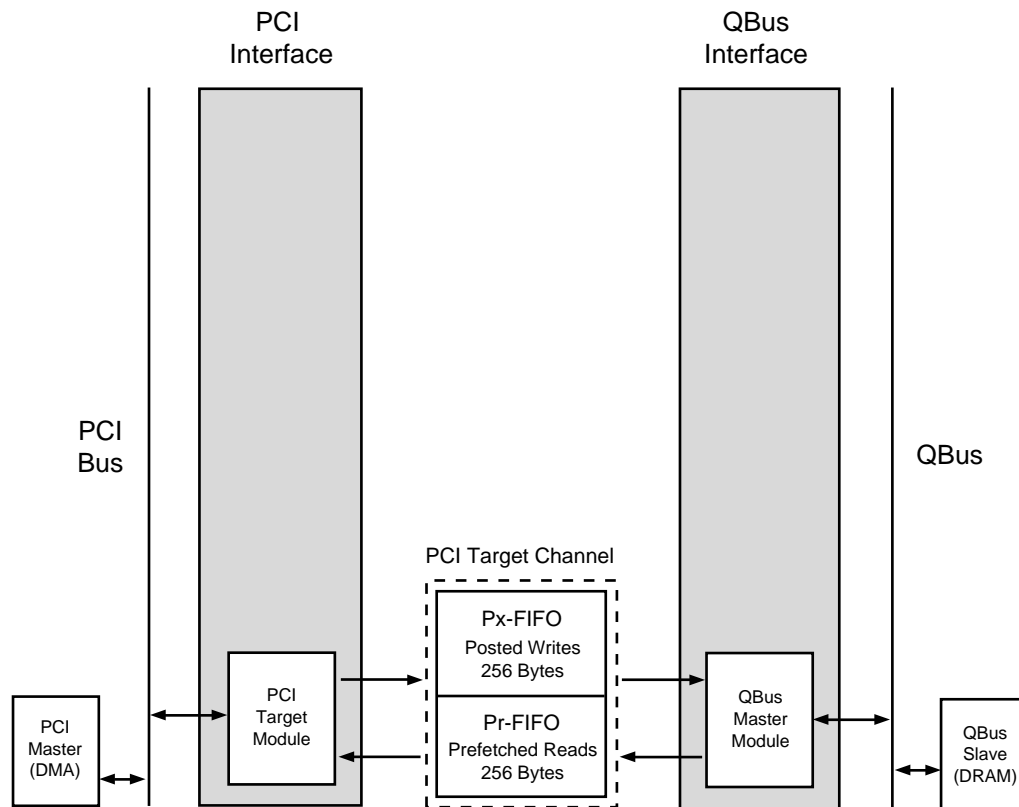 PCI
Interface
QBus
Interface
PCI
Bus
QBus
PCI Target Channel
Px-FIFO
Posted Writes
256 Bytes
Pr-FIFO
Prefetched Reads
256 Bytes
PCI
Target
Module
QBus
Master
Module
PCI
Master
(DMA)
QBus
Slave
(DRAM)